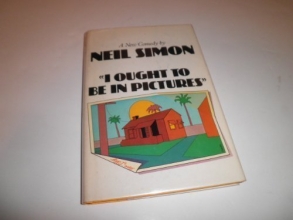 A New Comedy by
NEIL SIMON
"I OUGHT TO
BE IN PICTURES"